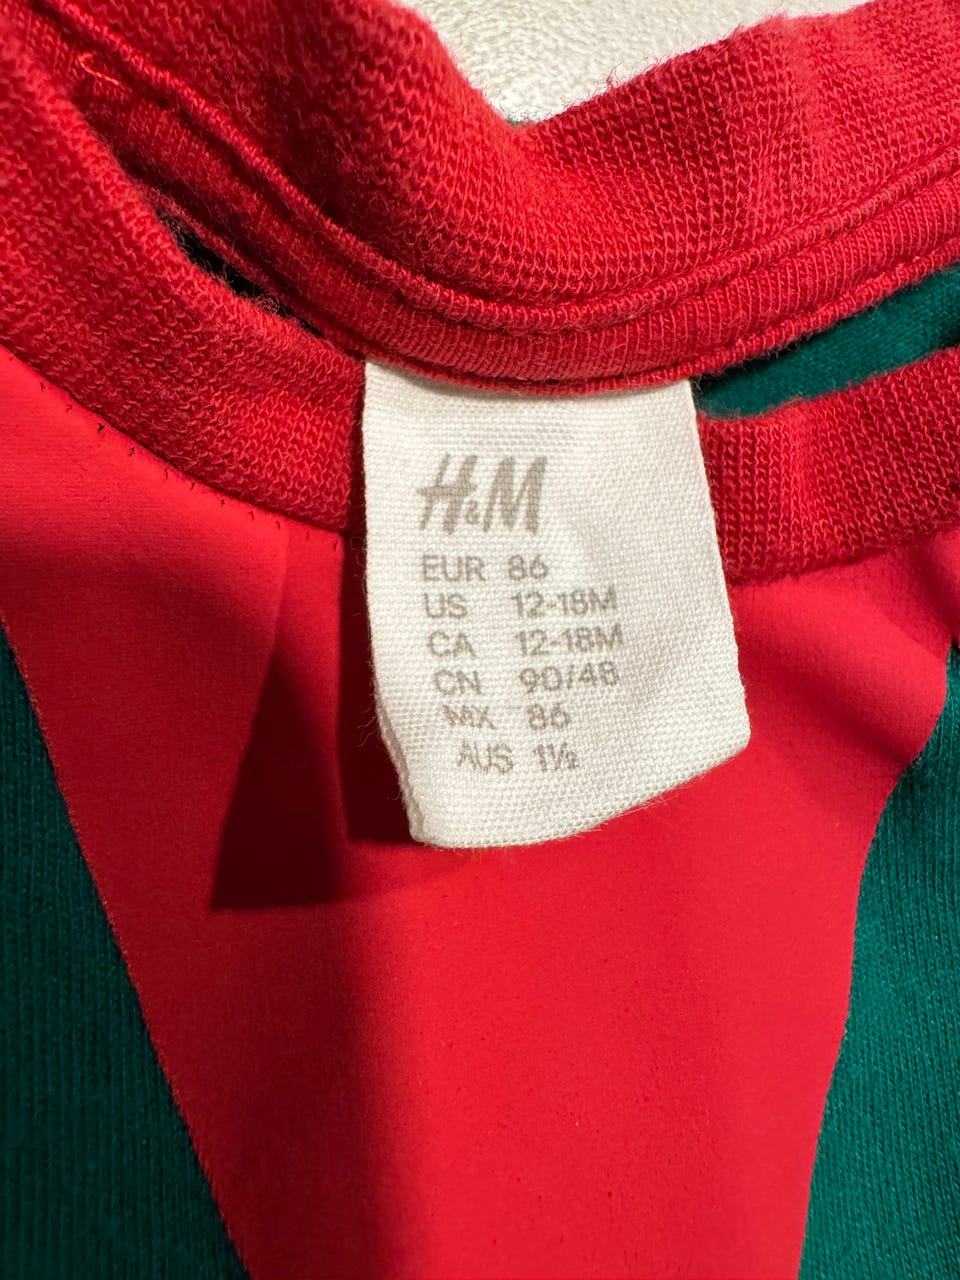 H&M
EUR 86
US 12-18M
CA 12-18M
CN 90/48
MX 86
AUS 1½